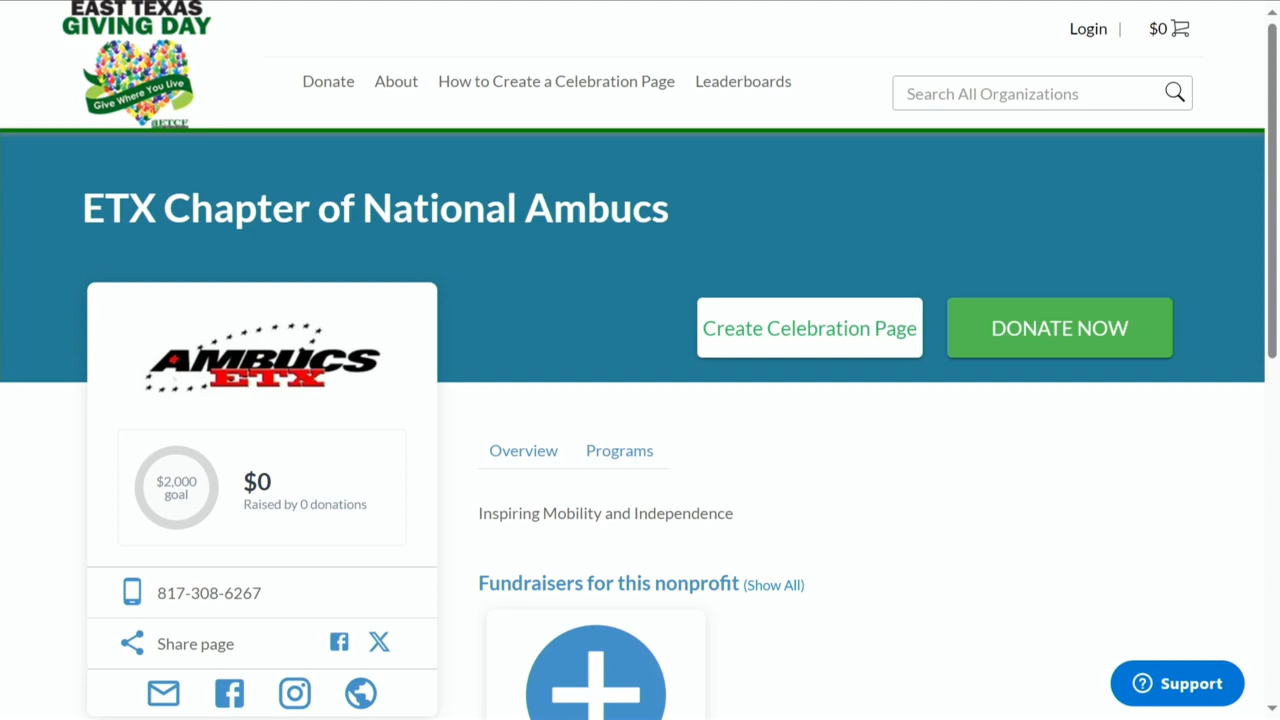 EAST TEXAS
GIVING DAY
Give Where You Live
@ETCF
Login | $0
Donate About How to Create a Celebration Page Leaderboards
Search All Organizations
ETX Chapter of National Ambucs
Create Celebration Page
DONATE NOW
AMBUCS
ETX
$2,000
goal
$0
Raised by 0 donations
817-308-6267
Share page
Overview Programs
Inspiring Mobility and Independence
Fundraisers for this nonprofit (Show All)
Support